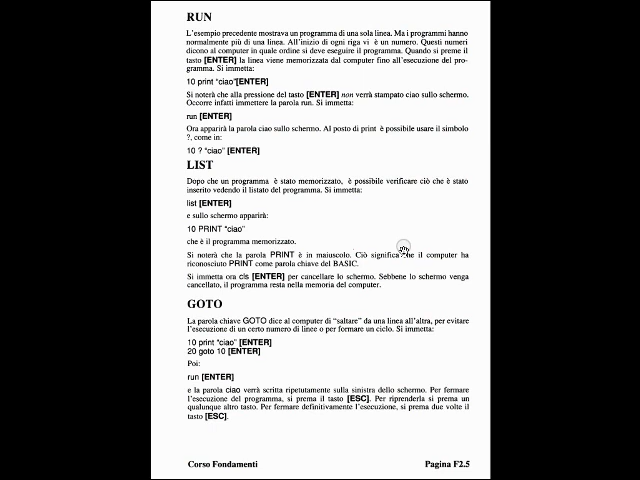 RUN
L'esempio precedente mostrava un programma di una sola linea. Ma i programmi hanno
normalmente più di una linea. All'inizio di ogni riga vi è un numero. Questi numeri
dicono al computer in quale ordine si deve eseguire il programma. Quando si preme il
tasto [ENTER] la linea viene memorizzata dal computer fino all'esecuzione del pro-
gramma. Si immetta:
10 print "ciao"[ENTER]
Si noterà che alla pressione del tasto [ENTER] non verrà stampato ciao sullo schermo.
Occorre infatti immettere la parola run. Si immetta:
run [ENTER]
Ora apparirà la parola ciao sullo schermo. Al posto di print è possibile usare il simbolo
?, come in:
10 ? "ciao" [ENTER]
LIST
Dopo che un programma è stato memorizzato, è possibile verificare ciò che è stato
inserito vedendo il listato del programma. Si immetta:
list [ENTER]
e sullo schermo apparirà:
10 PRINT "ciao"
che è il programma memorizzato.
Si noterà che la parola PRINT è in maiuscolo. Ciò significa che il computer ha
riconosciuto PRINT come parola chiave del BASIC.
Si immetta ora cls [ENTER] per cancellare lo schermo. Sebbene lo schermo venga
cancellato, il programma resta nella memoria del computer.
GOTO
La parola chiave GOTO dice al computer di "saltare" da una linea all'altra, per evitare
l'esecuzione di un certo numero di linee o per formare un ciclo. Si immetta:
10 print "ciao" [ENTER]
20 goto 10 [ENTER]
Poi:
run [ENTER]
e la parola ciao verrà scritta ripetutamente sulla sinistra dello schermo. Per fermare
l'esecuzione del programma, si prema il tasto [ESC]. Per riprenderla si prema un
qualunque altro tasto. Per fermare definitivamente l'esecuzione, si prema due volte il
tasto [ESC].
Corso Fondamenti Pagina F2.5